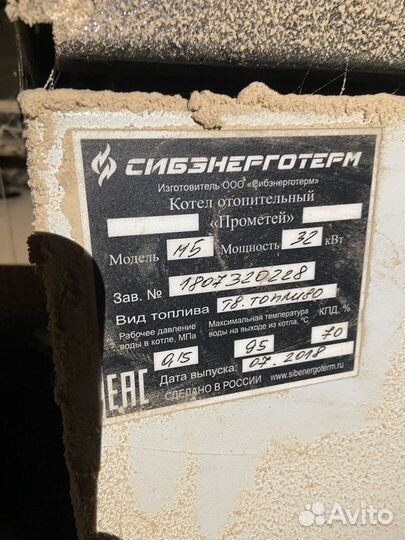 СИБЭНЕРГОТЕРМ
Изготовитель ООО «Сибэнерготерм»
Котел отопительный
«Прометей»
Модель М5 Мощность 32 кВт
Зав. № 1807320228
Вид топлива тв. топливо
Рабочее давление воды в котле, МПа
Максимальная температура воды на выходе из котла, °С
КПД, %
0,15 95 70
Дата выпуска: 07.2018
EAC СДЕЛАНО В РОССИИ www.sibenergoterm.ru
Avito